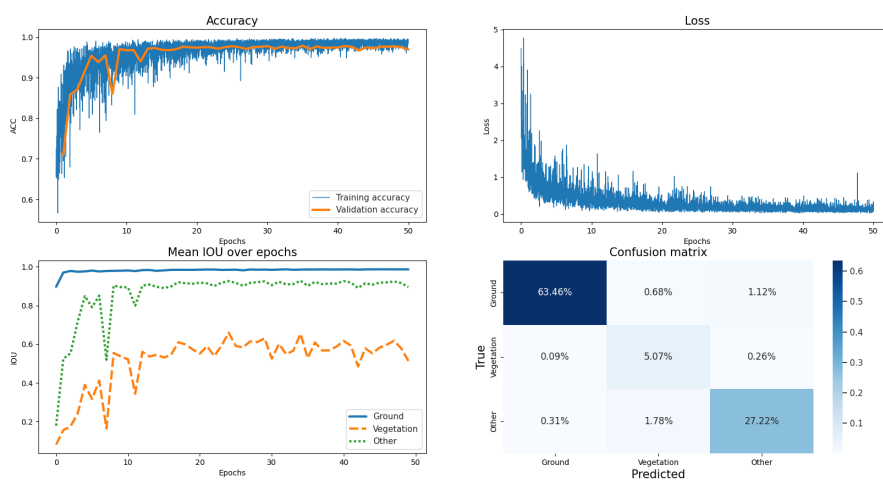 Accuracy
1.0
0.9
0.8
0.7
0.6
ACC
0
10
20
30
40
50
Epochs
Training accuracy
Validation accuracy
Loss
5
4
3
2
1
0
Loss
0
10
20
30
40
50
Epochs
Mean IOU over epochs
1.0
0.8
0.6
0.4
0.2
IOU
0
10
20
30
40
50
Epochs
Ground
Vegetation
Other
Confusion matrix
True
Ground
63.46%
0.68%
1.12%
Vegetation
0.09%
5.07%
0.26%
Other
0.31%
1.78%
27.22%
Ground
Vegetation
Other
Predicted
0.6
0.5
0.4
0.3
0.2
0.1